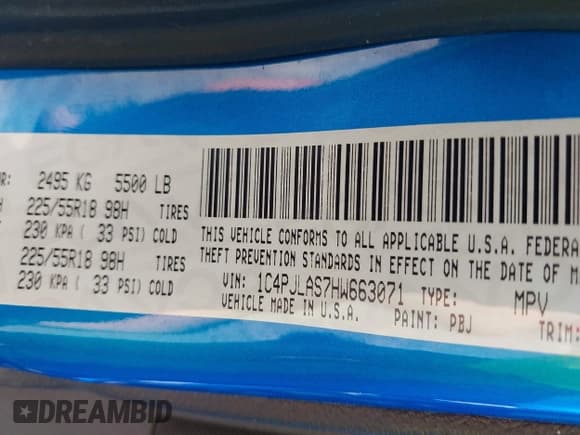 OR: 2495 KG 5500 LB
225/55R18 98H TIRES
230 KPA ( 33 PSI) COLD
225/55R18 98H TIRES
230 KPA ( 33 PSI) COLD
THIS VEHICLE CONFORMS TO ALL APPLICABLE U.S.A. FEDERA
THEFT PREVENTION STANDARDS IN EFFECT ON THE DATE OF M
VIN: 1C4PJLAS7HW663071 TYPE: MPV
VEHICLE MADE IN U.S.A. PAINT: PBJ TRIM:
DREAMBID